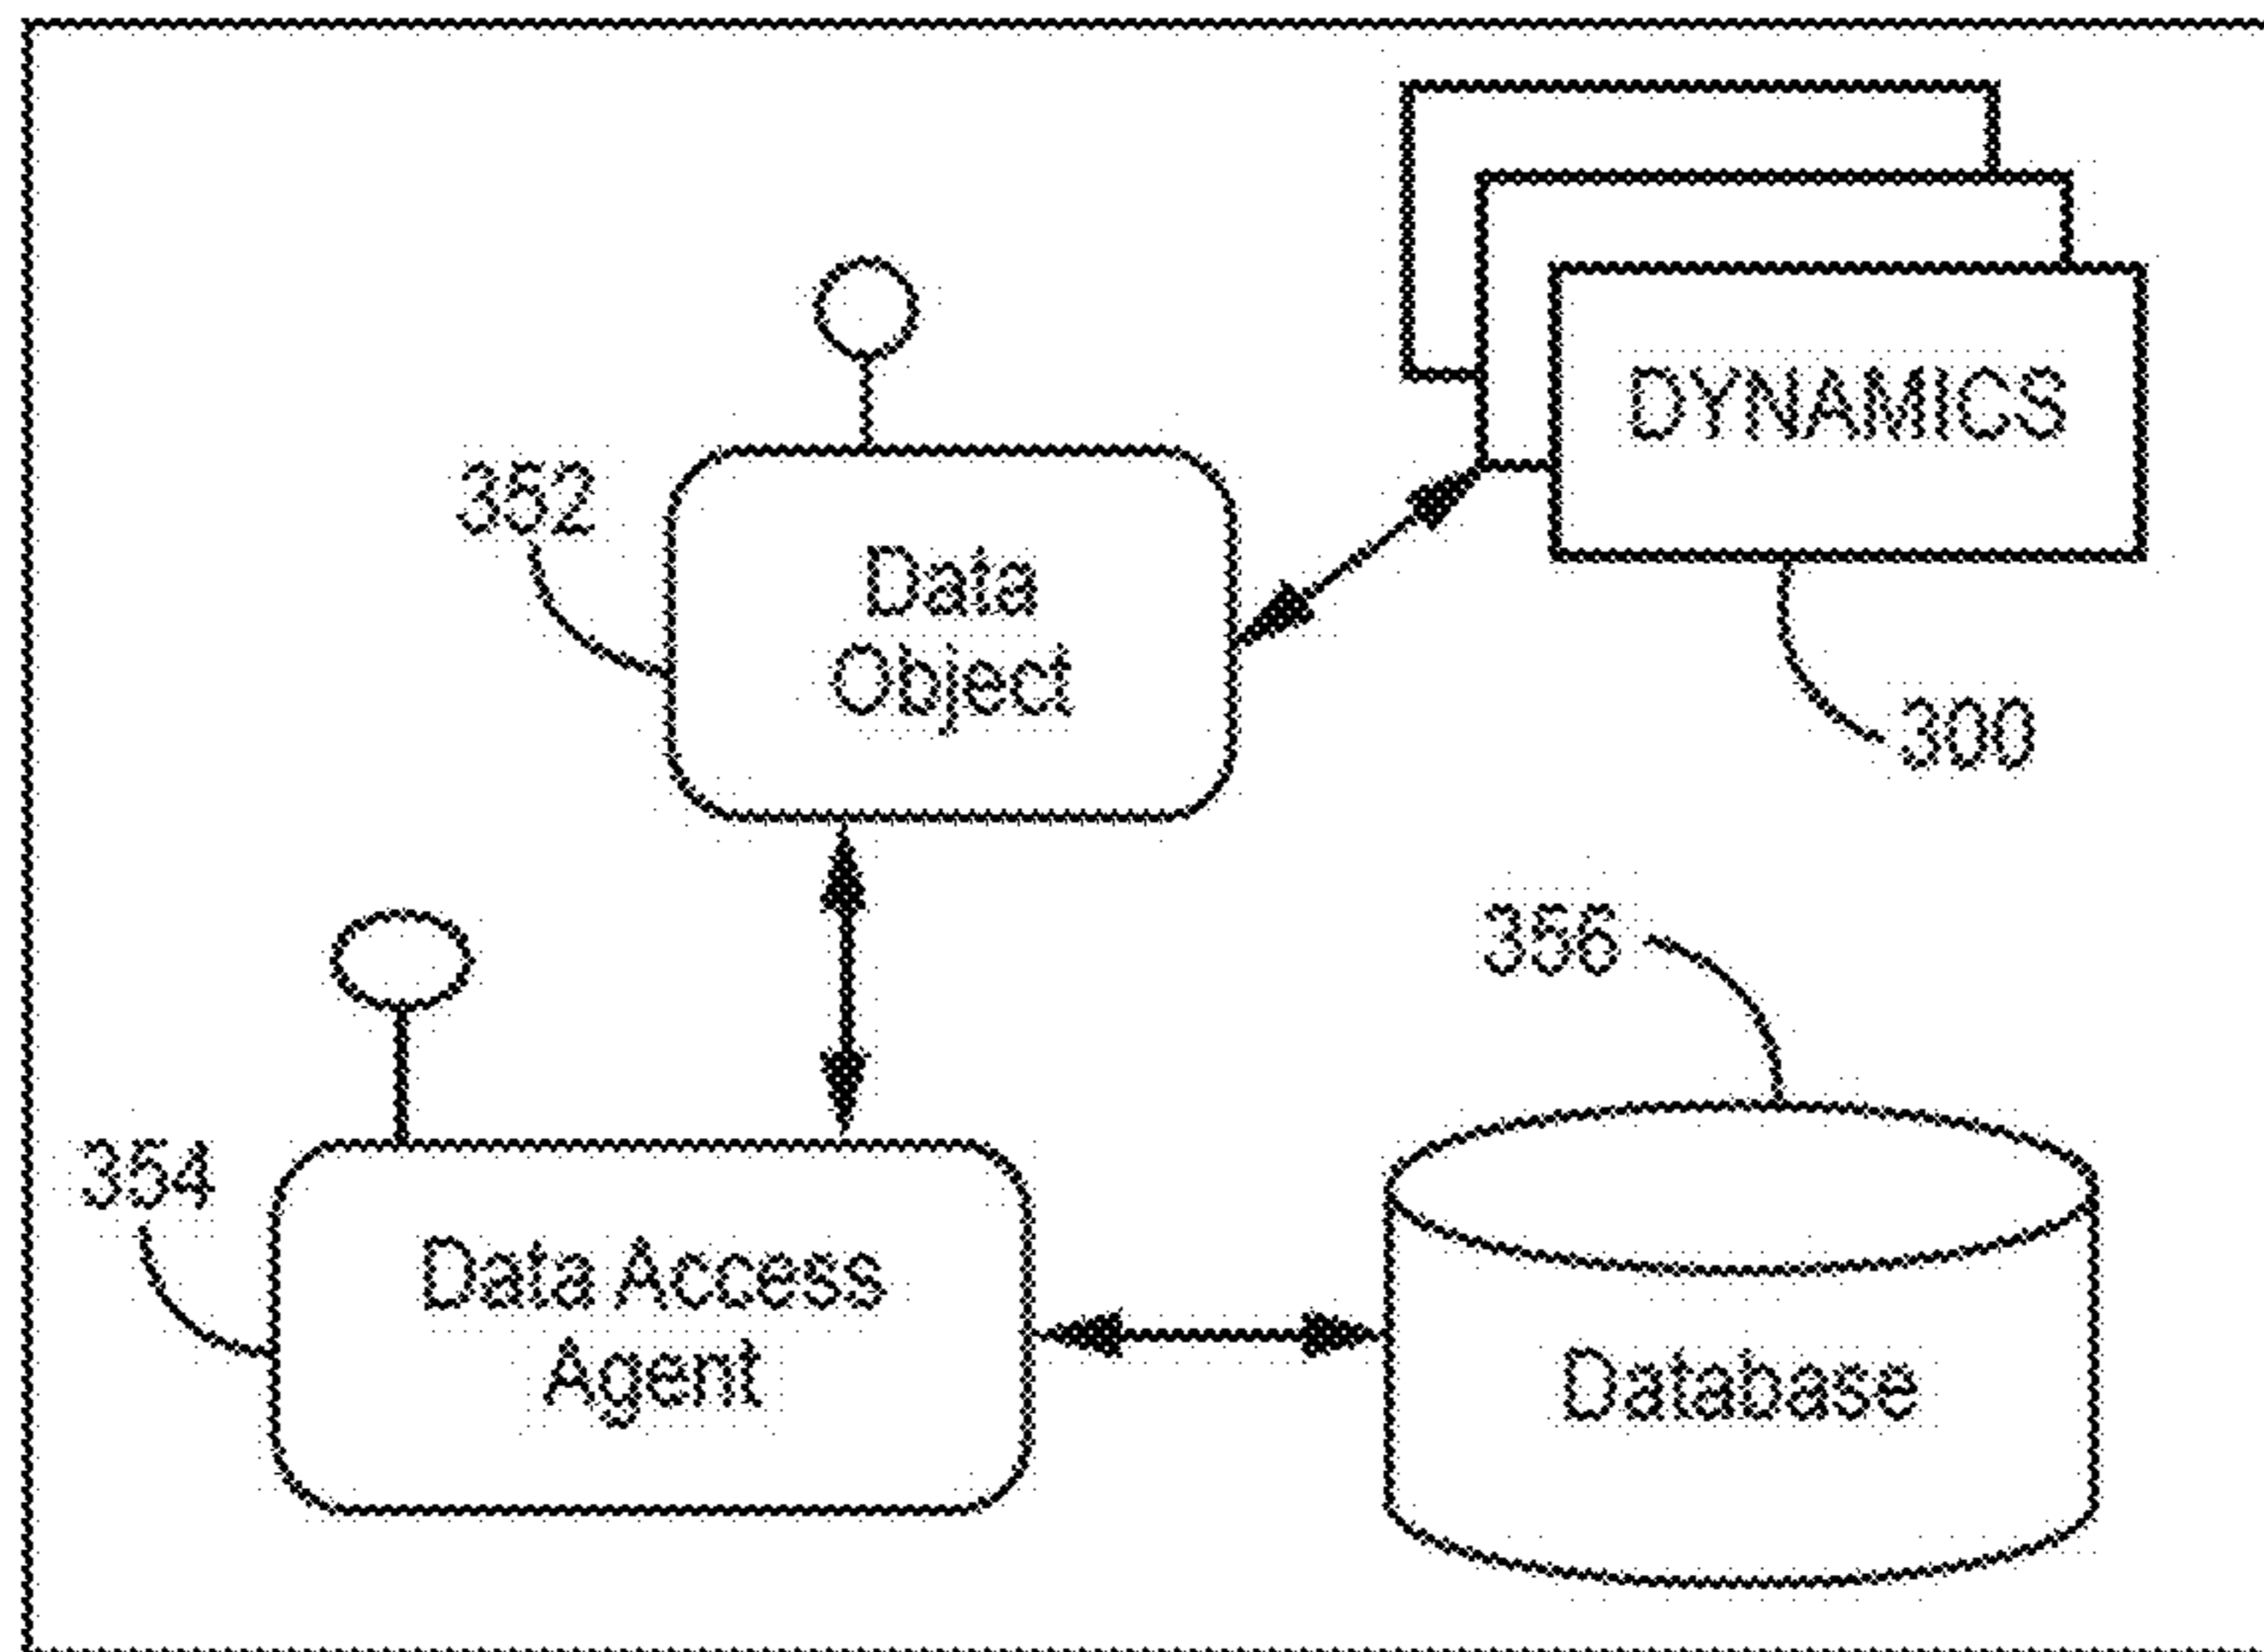 DYNAMICS
352
Data
Object
300
356
354
Data Access
Agent
Database